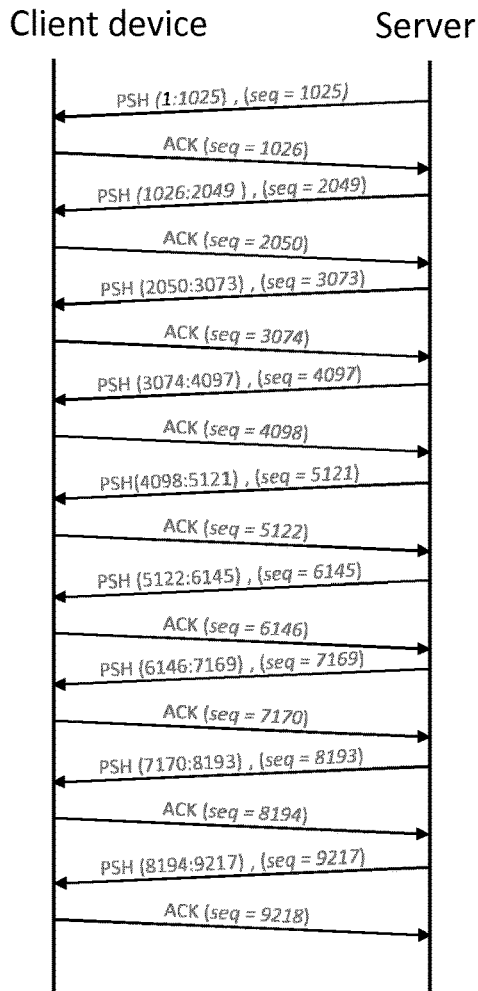 Client device
Server
PSH (1:1025) , (seq = 1025)
ACK (seq = 1026)
PSH (1026:2049 ) , (seq = 2049)
ACK (seq = 2050)
PSH (2050:3073) , (seq = 3073)
ACK (seq = 3074)
PSH (3074:4097) , (seq = 4097)
ACK (seq = 4098)
PSH(4098:5121) , (seq = 5121)
ACK (seq = 5122)
PSH (5122:6145) , (seq = 6145)
ACK (seq = 6146)
PSH (6146:7169) , (seq = 7169)
ACK (seq = 7170)
PSH (7170:8193) , (seq = 8193)
ACK (seq = 8194)
PSH (8194:9217) , (seq = 9217)
ACK (seq = 9218)